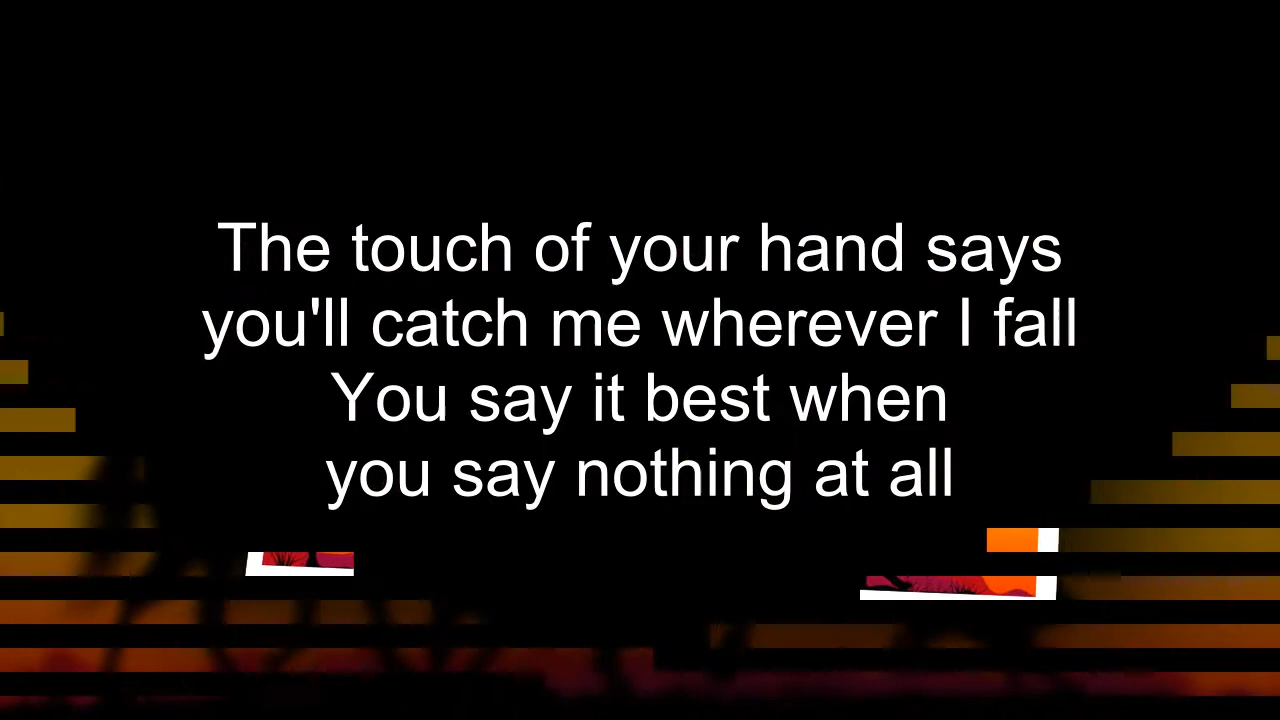 The touch of your hand says
you'll catch me wherever I fall
You say it best when
you say nothing at all